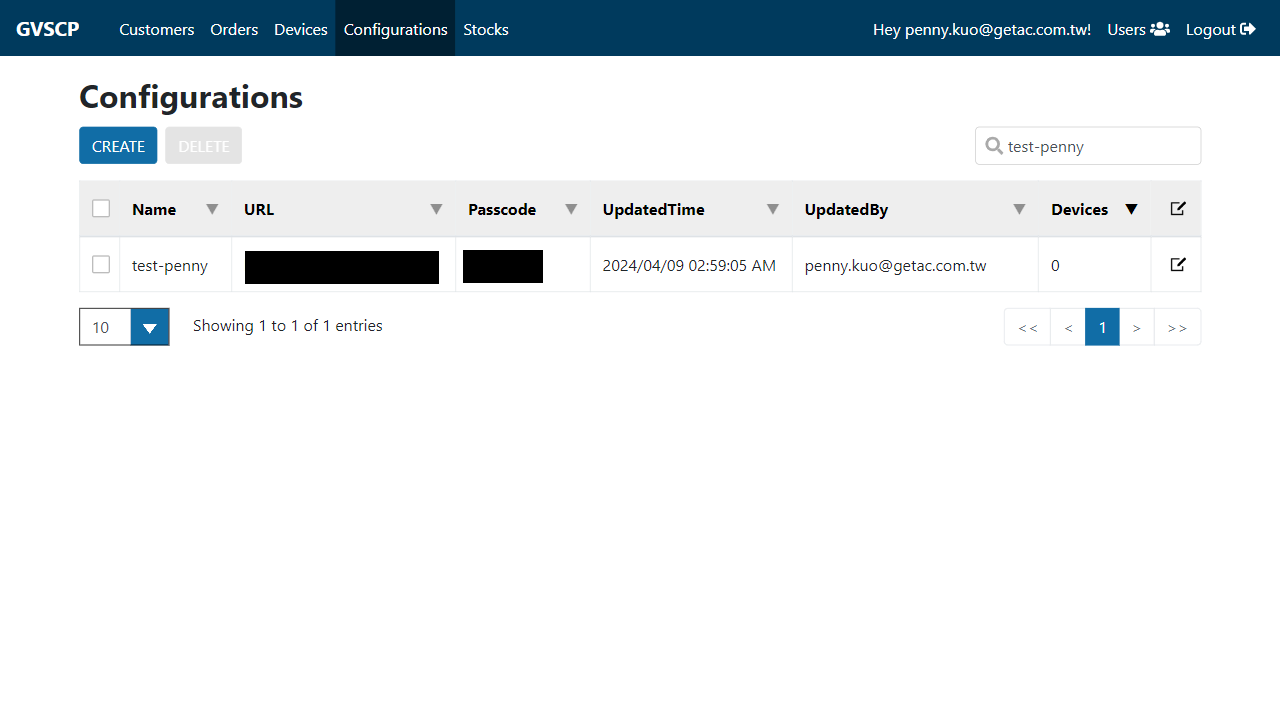 GVSCP Customers Orders Devices Configurations Stocks Hey penny.kuo@getac.com.tw! Users Logout
Configurations
CREATE DELETE test-penny
Name URL Passcode UpdatedTime UpdatedBy Devices
test-penny 2024/04/09 02:59:05 AM penny.kuo@getac.com.tw 0
10 Showing 1 to 1 of 1 entries << < 1 > >>